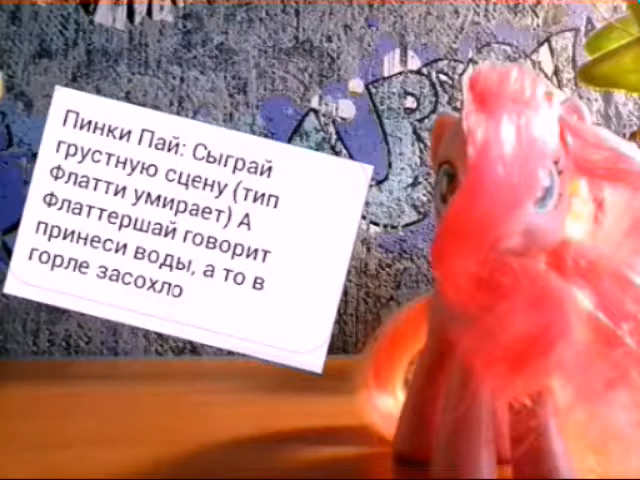 Пинки Пай: Сыграй
грустную сцену (тип
Флатти умирает) А
Флаттершай говорит
принеси воды, а то в
горле засохло